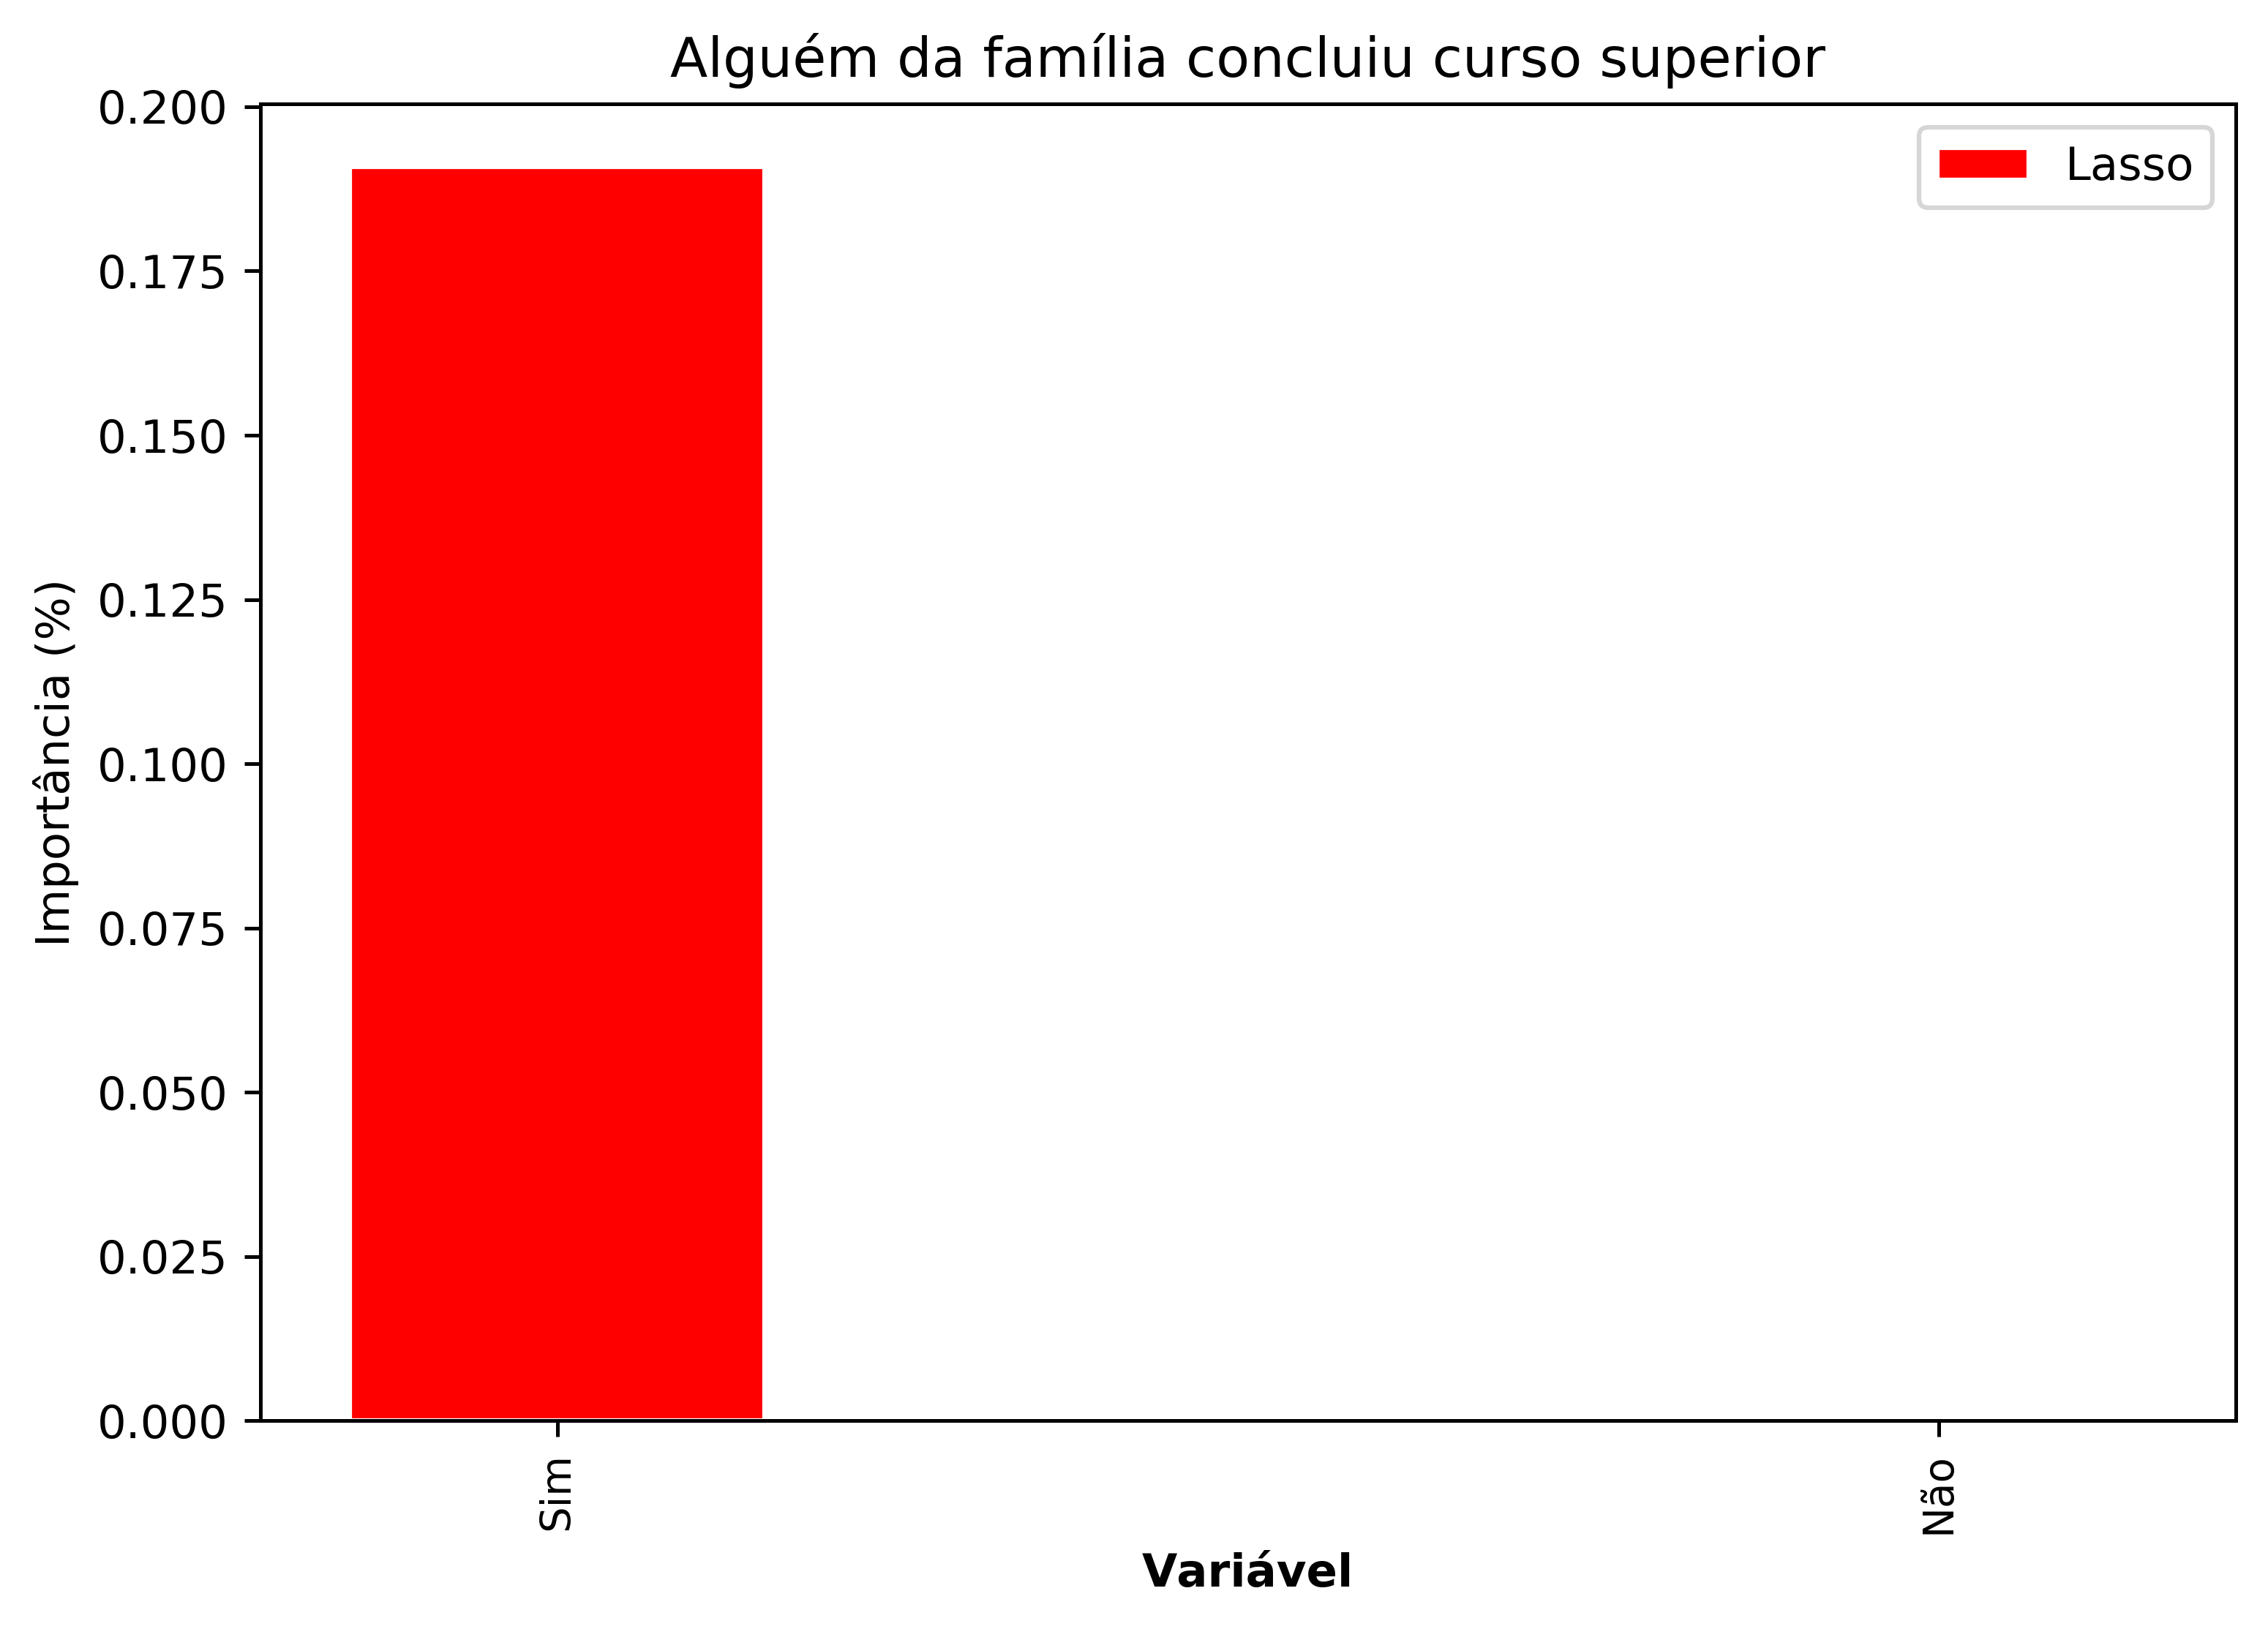 Alguém da família concluiu curso superior
Lasso
Importância (%)
0.200
0.175
0.150
0.125
0.100
0.075
0.050
0.025
0.000
Sim
Não
Variável